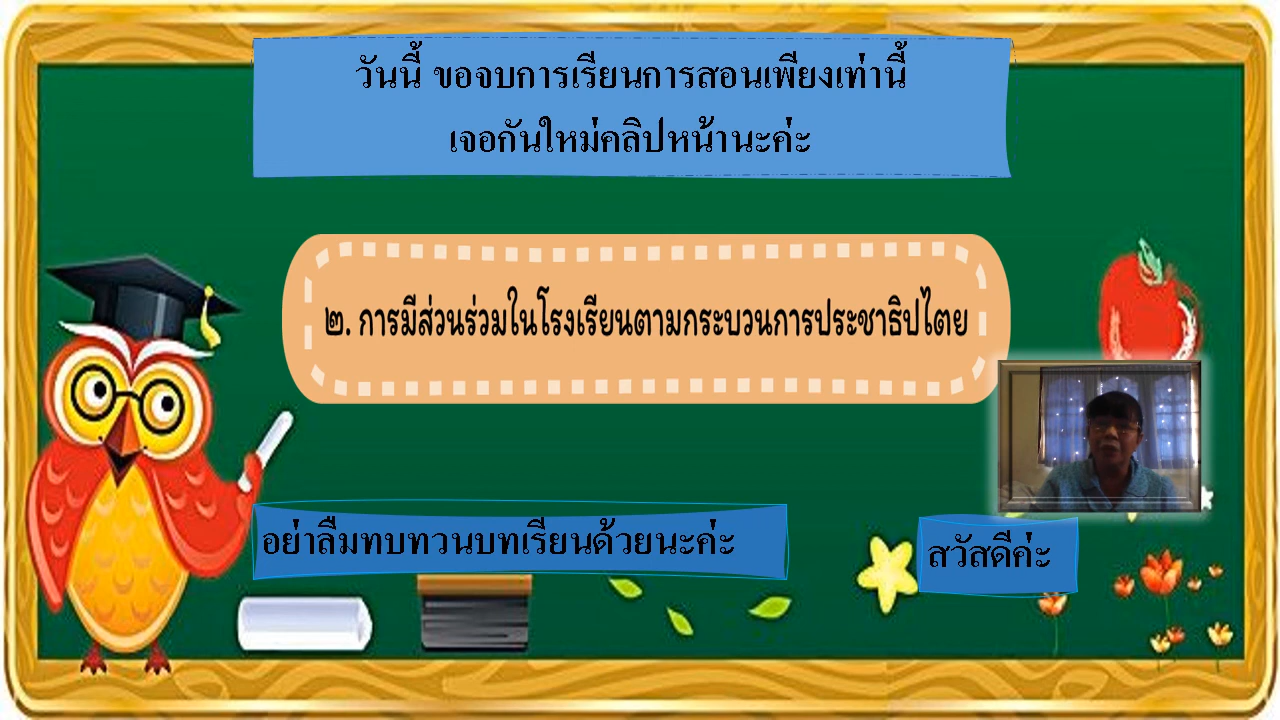 วันนี้ ขอจบการเรียนการสอนเพียงเท่านี้
เจอกันใหม่คลิปหน้านะค่ะ
๒. การมีส่วนร่วมในโรงเรียนตามกระบวนการประชาธิปไตย
อย่าลืมทบทวนบทเรียนด้วยนะค่ะ
สวัสดีค่ะ